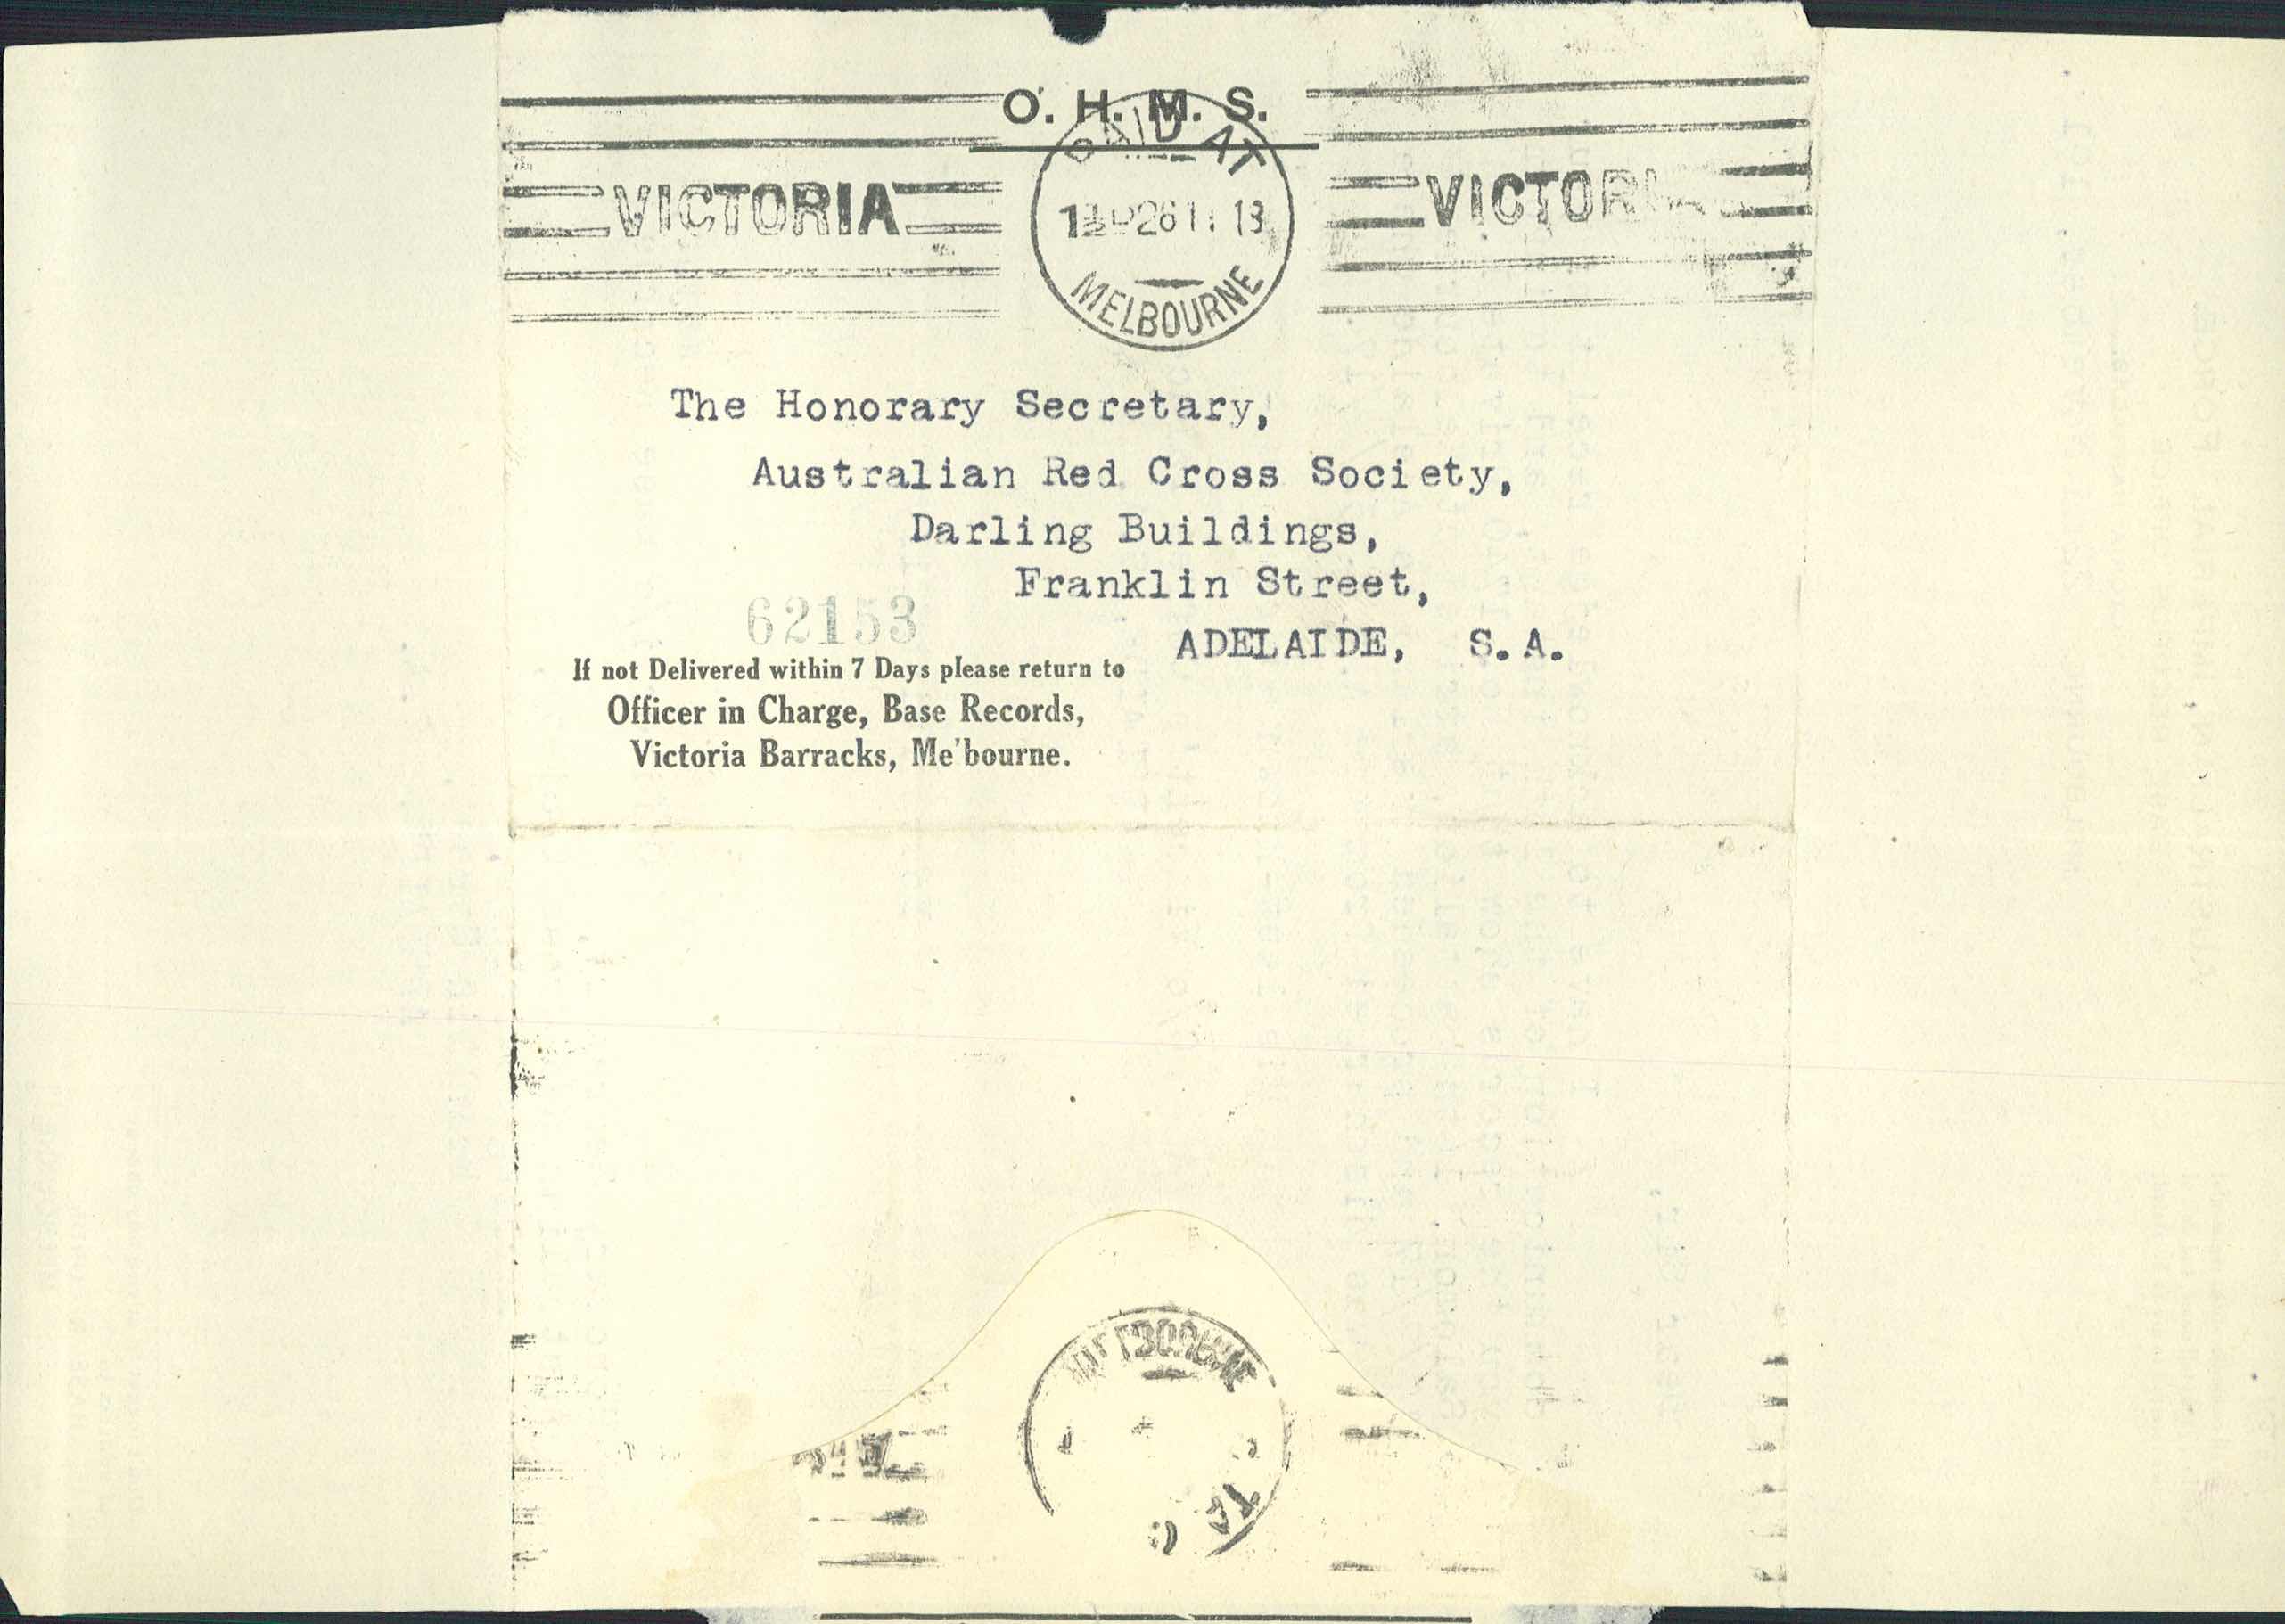 O. H. M. S.
PAID AT
VICTORIA
VICTORIA
MELBOURNE
The Honorary Secretary,
Australian Red Cross Society,
Darling Buildings,
Franklin Street,
ADELAIDE, S.A.
62153
If not Delivered within 7 Days please return to
Officer in Charge, Base Records,
Victoria Barracks, Me'bourne.